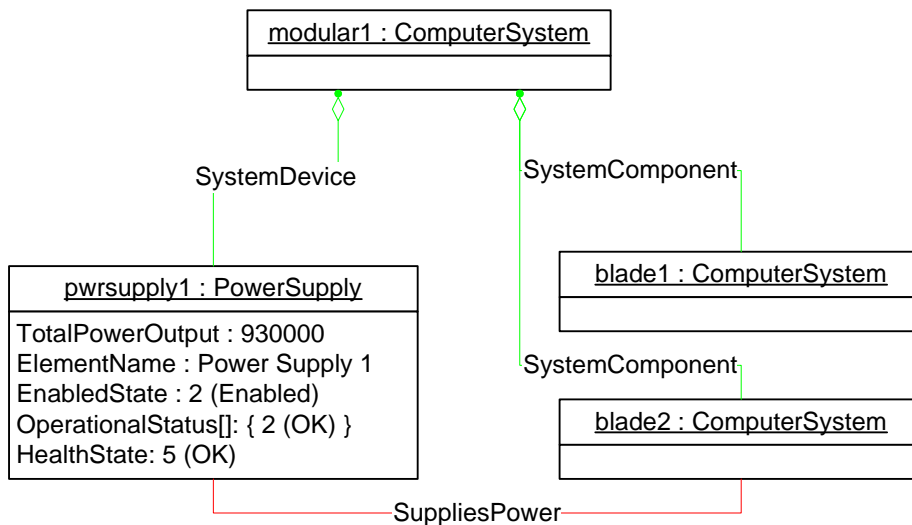 modular1 : ComputerSystem
SystemDevice
SystemComponent
pwrsupply1 : PowerSupply
TotalPowerOutput : 930000
ElementName : Power Supply 1
EnabledState : 2 (Enabled)
OperationalStatus[]: { 2 (OK) }
HealthState: 5 (OK)
blade1 : ComputerSystem
SystemComponent
blade2 : ComputerSystem
SuppliesPower